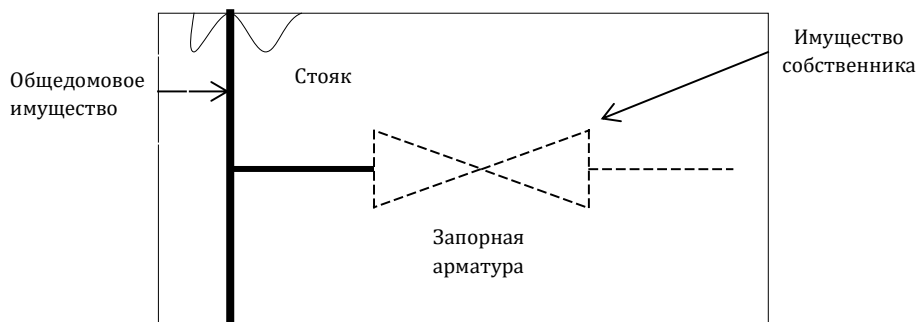 Общедомовое
имущество
Стояк
Имущество
собственника
Запорная
арматура